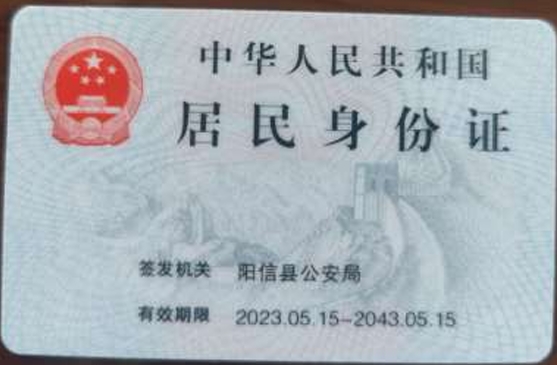 中华人民共和国
居民身份证
签发机关 阳信县公安局
有效期限 2023.05.15-2043.05.15